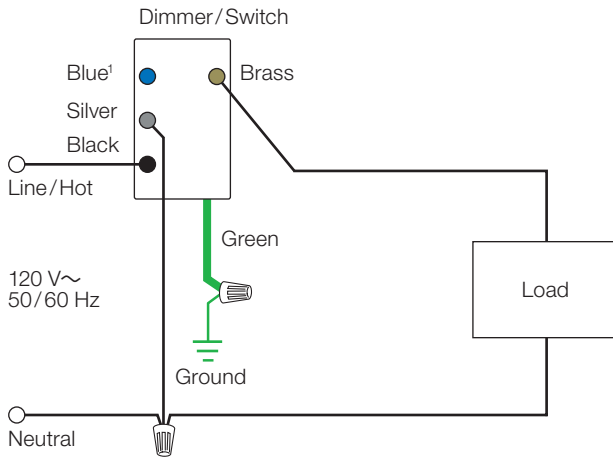 Dimmer/Switch
Blue¹
Brass
Silver
Black
Line/Hot
Green
120 V~
50/60 Hz
Load
Ground
Neutral